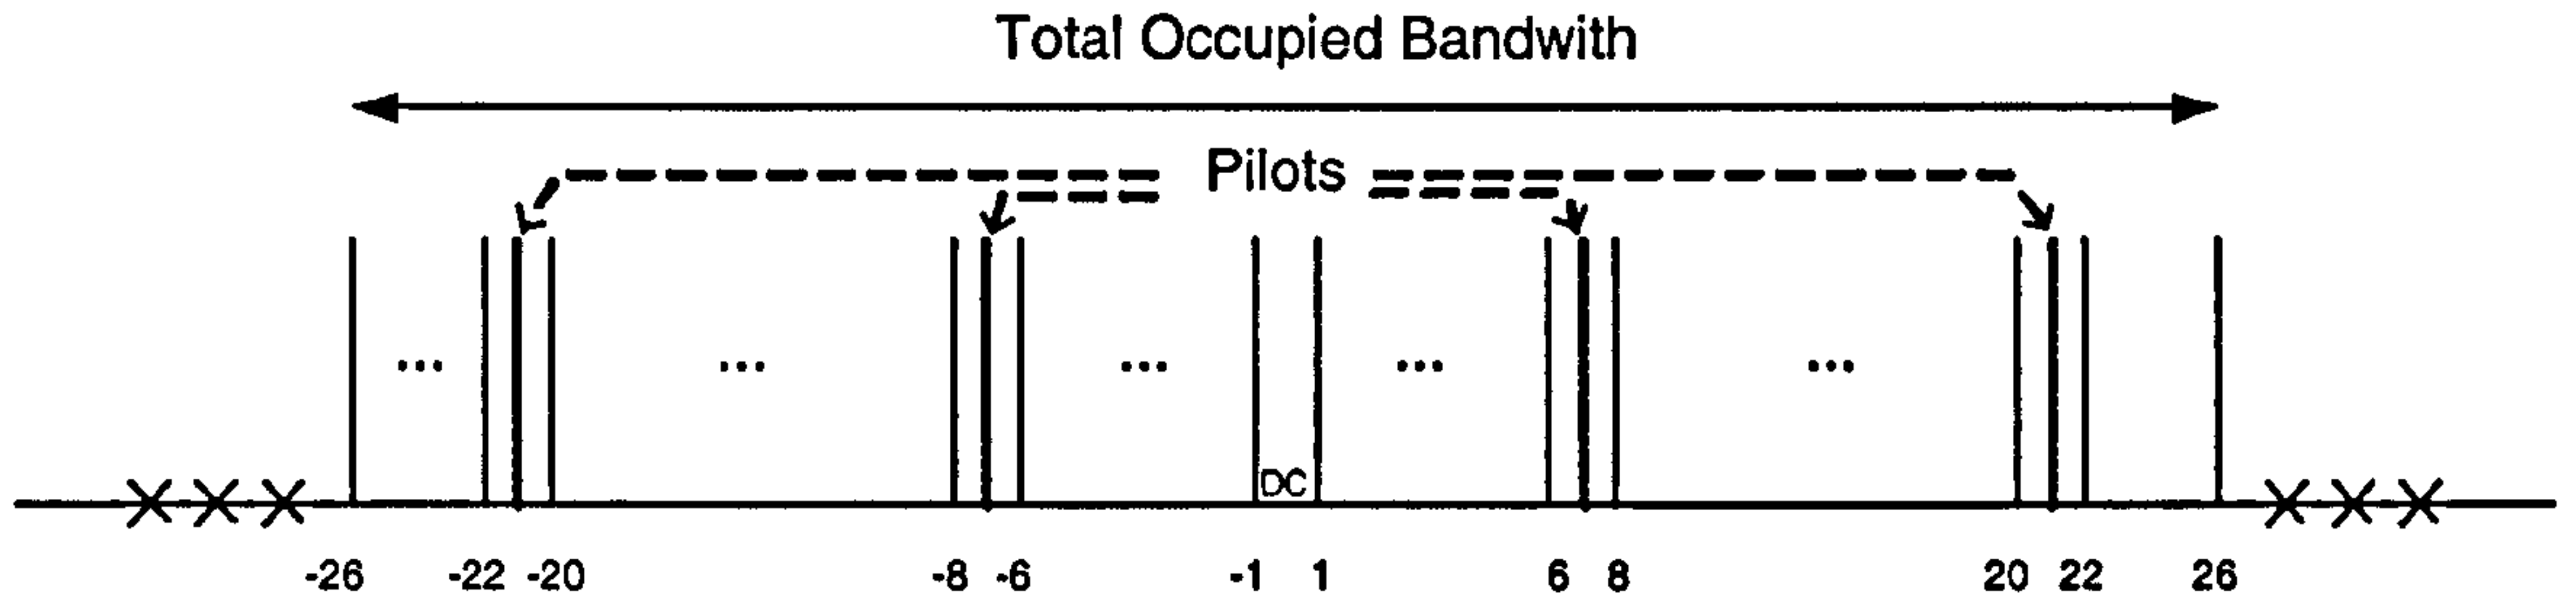 Total Occupied Bandwith
Pilots
... ... ... ... ...
DC
-26 -22 -20 -8 -6 -1 1 6 8 20 22 26